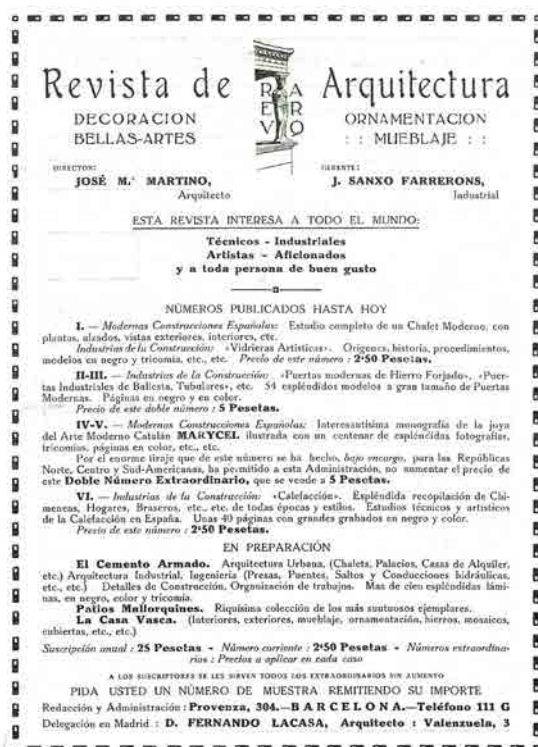 Revista de Arquitectura
REV ARQ
DECORACION
BELLAS-ARTES
ORNAMENTACION
: : MUEBLAJE : :
DIRECTOR:
JOSÉ M.ª MARTINO,
Arquitecto
GERENTE:
J. SANXO FARRERONS,
Industrial
ESTA REVISTA INTERESA A TODO EL MUNDO:
Técnicos - Industriales
Artistas - Aficionados
y a toda persona de buen gusto
NÚMEROS PUBLICADOS HASTA HOY
I. — Modernas Construcciones Españolas: Estudio completo de un Chalet Moderno, con
plantas, alzados, vistas exteriores, interiores, etc.
Industrias de la Construcción: «Vidrieras Artísticas». Orígenes, historia, procedimientos,
modelos en negro y tricomía, etc., etc. Precio de este número : 2'50 Pesetas.
II-III. — Industrias de la Construcción: «Puertas modernas de Hierro Forjado», «Puer-
tas Industriales de Ballesta, Tubulares», etc. 54 espléndidos modelos a gran tamaño de Puertas
Modernas. Páginas en negro y en color.
Precio de este doble número : 5 Pesetas.
IV-V. — Modernas Construcciones Españolas: Interesantísima monografía de la joya
del Arte Moderno Catalán MARYCEL ilustrada con un centenar de espléndidas fotografías,
tricomías, páginas en color, etc., etc.
Por el enorme tiraje que de este número se ha hecho, bajo encargo, para las Repúblicas
Norte, Centro y Sud-Americanas, ha permitido a esta Administración, no aumentar el precio de
este Doble Número Extraordinario, que se vende a 5 Pesetas.
VI. — Industrias de la Construcción: «Calefacción». Espléndida recopilación de Chi-
meneas, Hogares, Braseros, etc., etc. de todas épocas y estilos. Estudios técnicos y artísticos
de la Calefacción en España. Unas 40 páginas con grandes grabados en negro y color.
Precio de este número : 2'50 Pesetas.
EN PREPARACIÓN
El Cemento Armado. Arquitectura Urbana, (Chalets, Palacios, Casas de Alquiler,
etc.) Arquitectura Industrial, Ingeniería (Presas, Puentes, Saltos y Conducciones hidráulicas,
etc., etc.) Detalles de Construcción, Organización de trabajos. Mas de cien espléndidas lámi-
nas, en negro, color y tricomía.
Patios Mallorquines. Riquísima colección de los más suntuosos ejemplares.
La Casa Vasca. (Interiores, exteriores, mueblaje, ornamentación, hierros, mosaicos,
cubiertas, etc., etc.)
Suscripción anual : 25 Pesetas - Número corriente : 2'50 Pesetas - Números extraordina-
rios : Precios a aplicar en cada caso
A LOS SUSCRIPTORES SE LES SIRVEN TODOS LOS EXTRAORDINARIOS SIN AUMENTO
PIDA USTED UN NÚMERO DE MUESTRA REMITIENDO SU IMPORTE
Redacción y Administración : Provenza, 304.—BARCELONA.—Teléfono 111 G
Delegación en Madrid : D. FERNANDO LACASA, Arquitecto : Valenzuela, 3